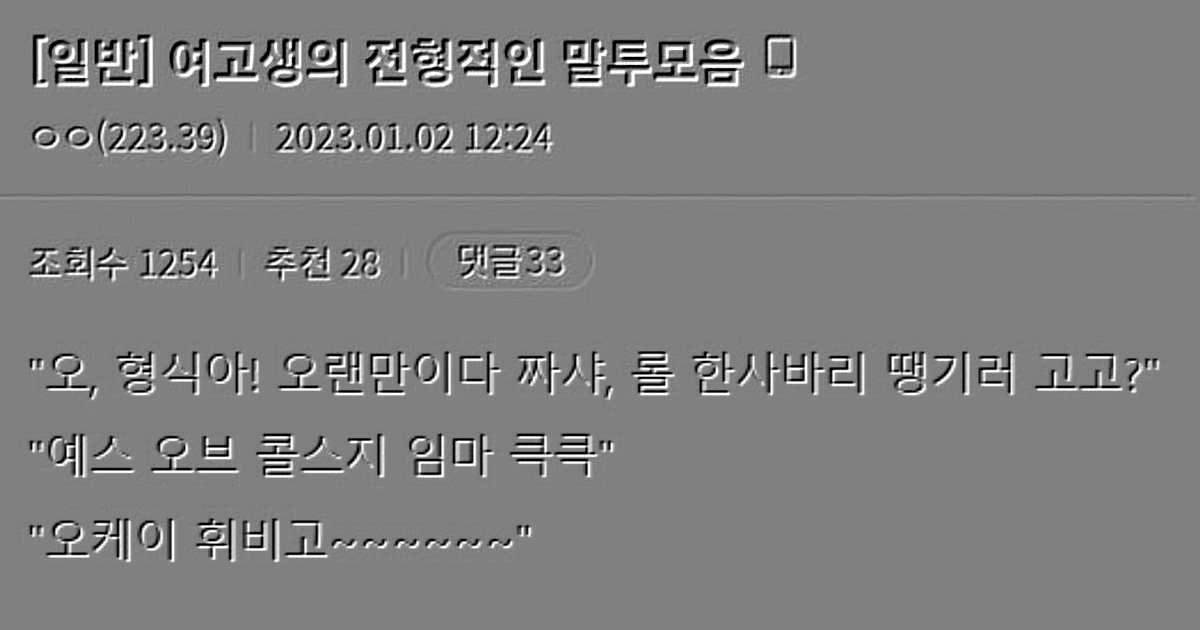 [일반] 여고생의 전형적인 말투모음
ㅇㅇ(223.39) | 2023.01.02 12:24
조회수 1254 | 추천 28 | 댓글33
"오, 형식아! 오랜만이다 짜샤, 롤 한사바리 땡기러 고고?"
"예스 오브 콜스지 임마 큭큭"
"오케이 휘비고~~~~~~~"